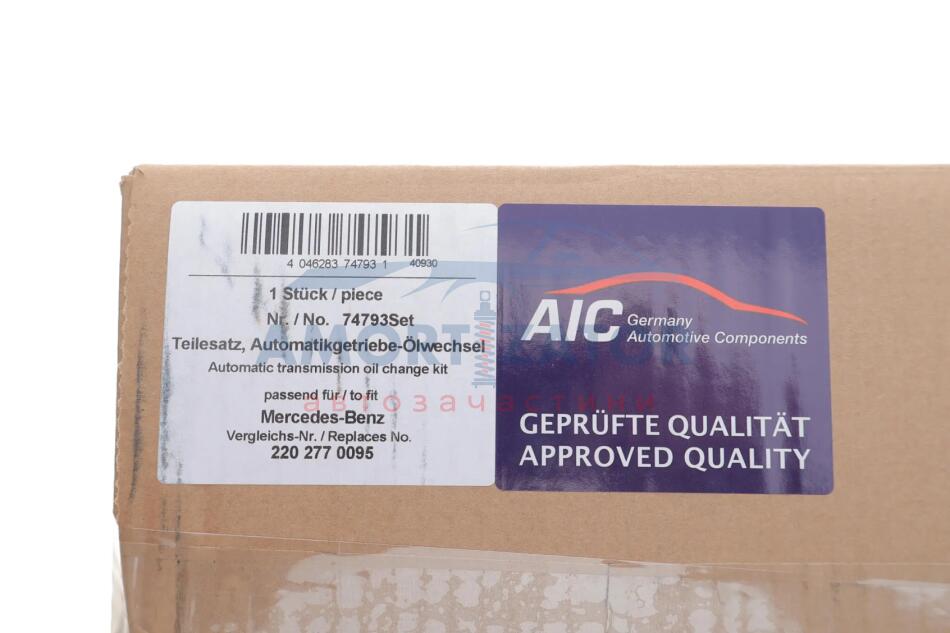 4 046283 74793 1 40930
1 Stück / piece
Nr. / No. 74793Set
Teilesatz, Automatikgetriebe-Ölwechsel
Automatic transmission oil change kit
passend für / to fit
Mercedes-Benz
Vergleichs-Nr. / Replaces No.
220 277 0095
AIC Germany
Automotive Components
GEPRÜFTE QUALITÄT
APPROVED QUALITY
AMORTIZATOR
автозапчастини